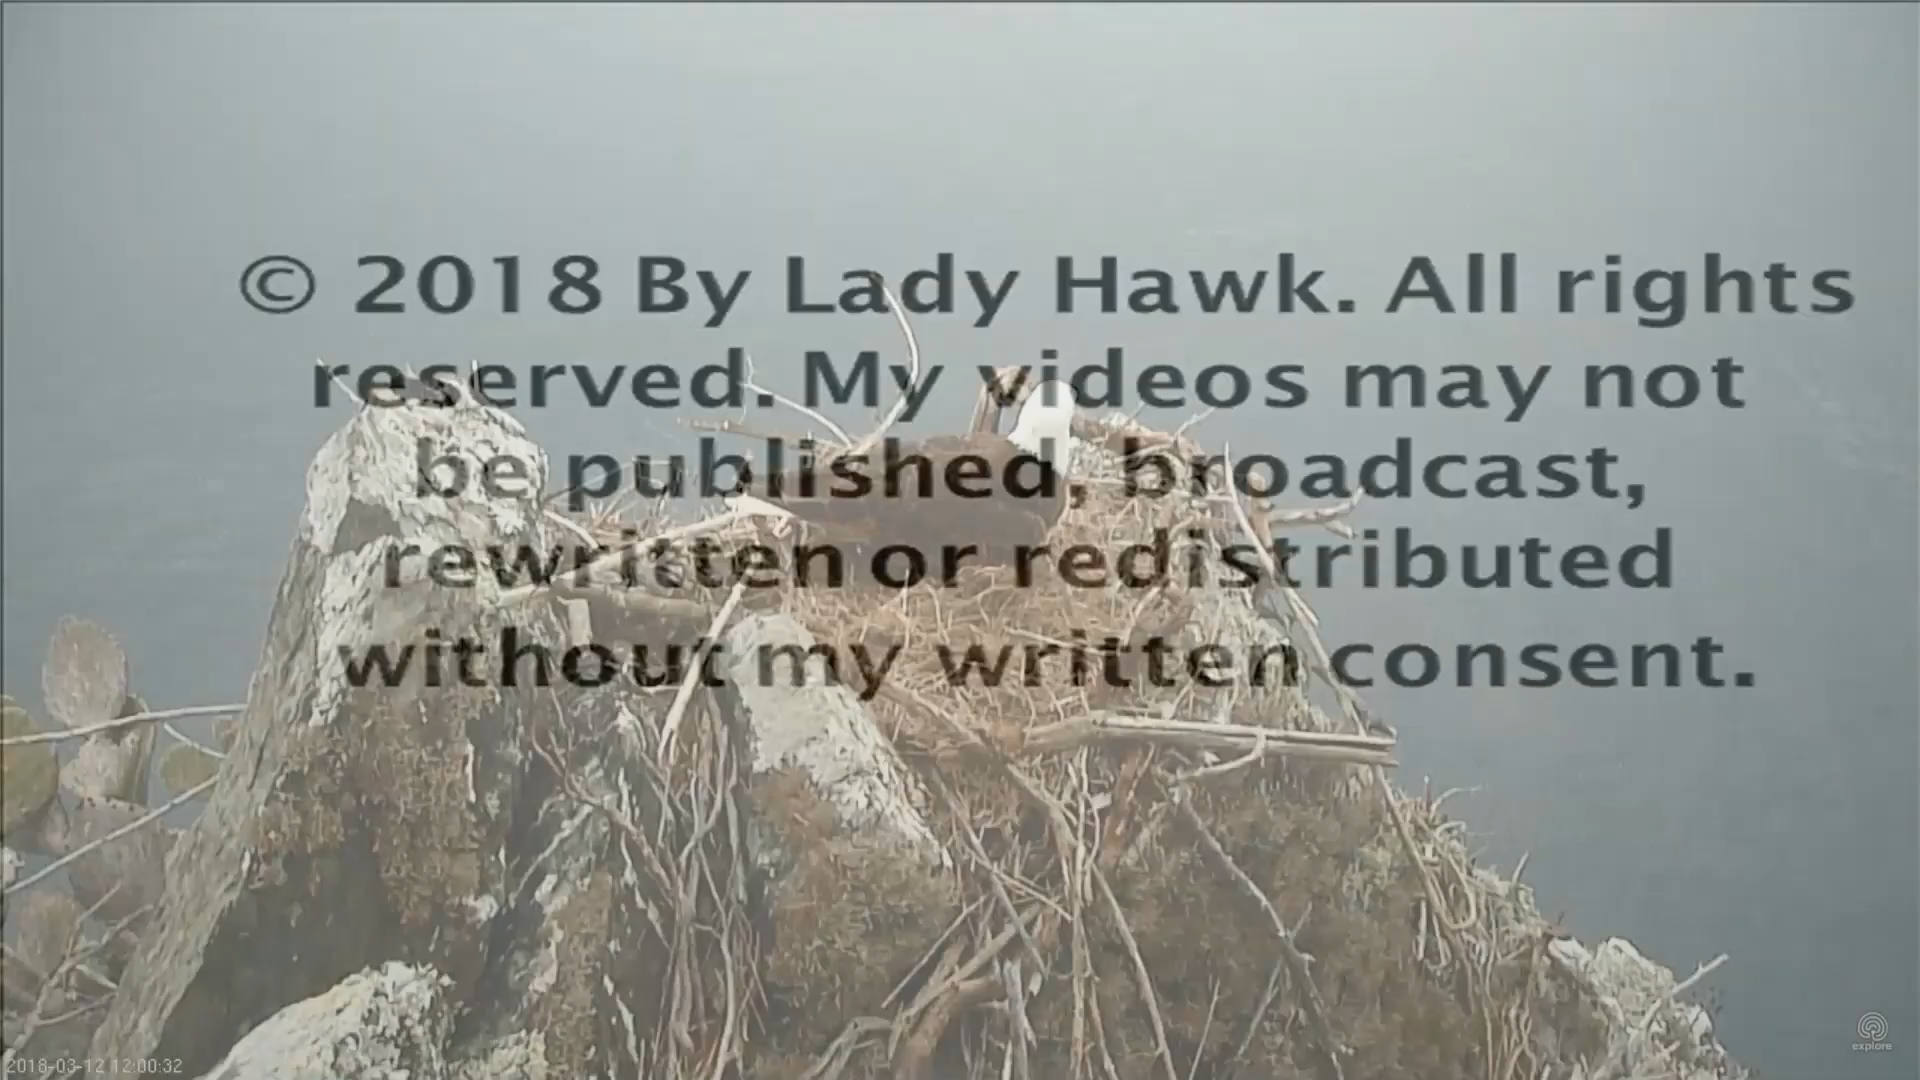 © 2018 By Lady Hawk. All rights
reserved. My videos may not
be published, broadcast,
rewritten or redistributed
without my written consent.
2018-03-12 12:00:32
explore